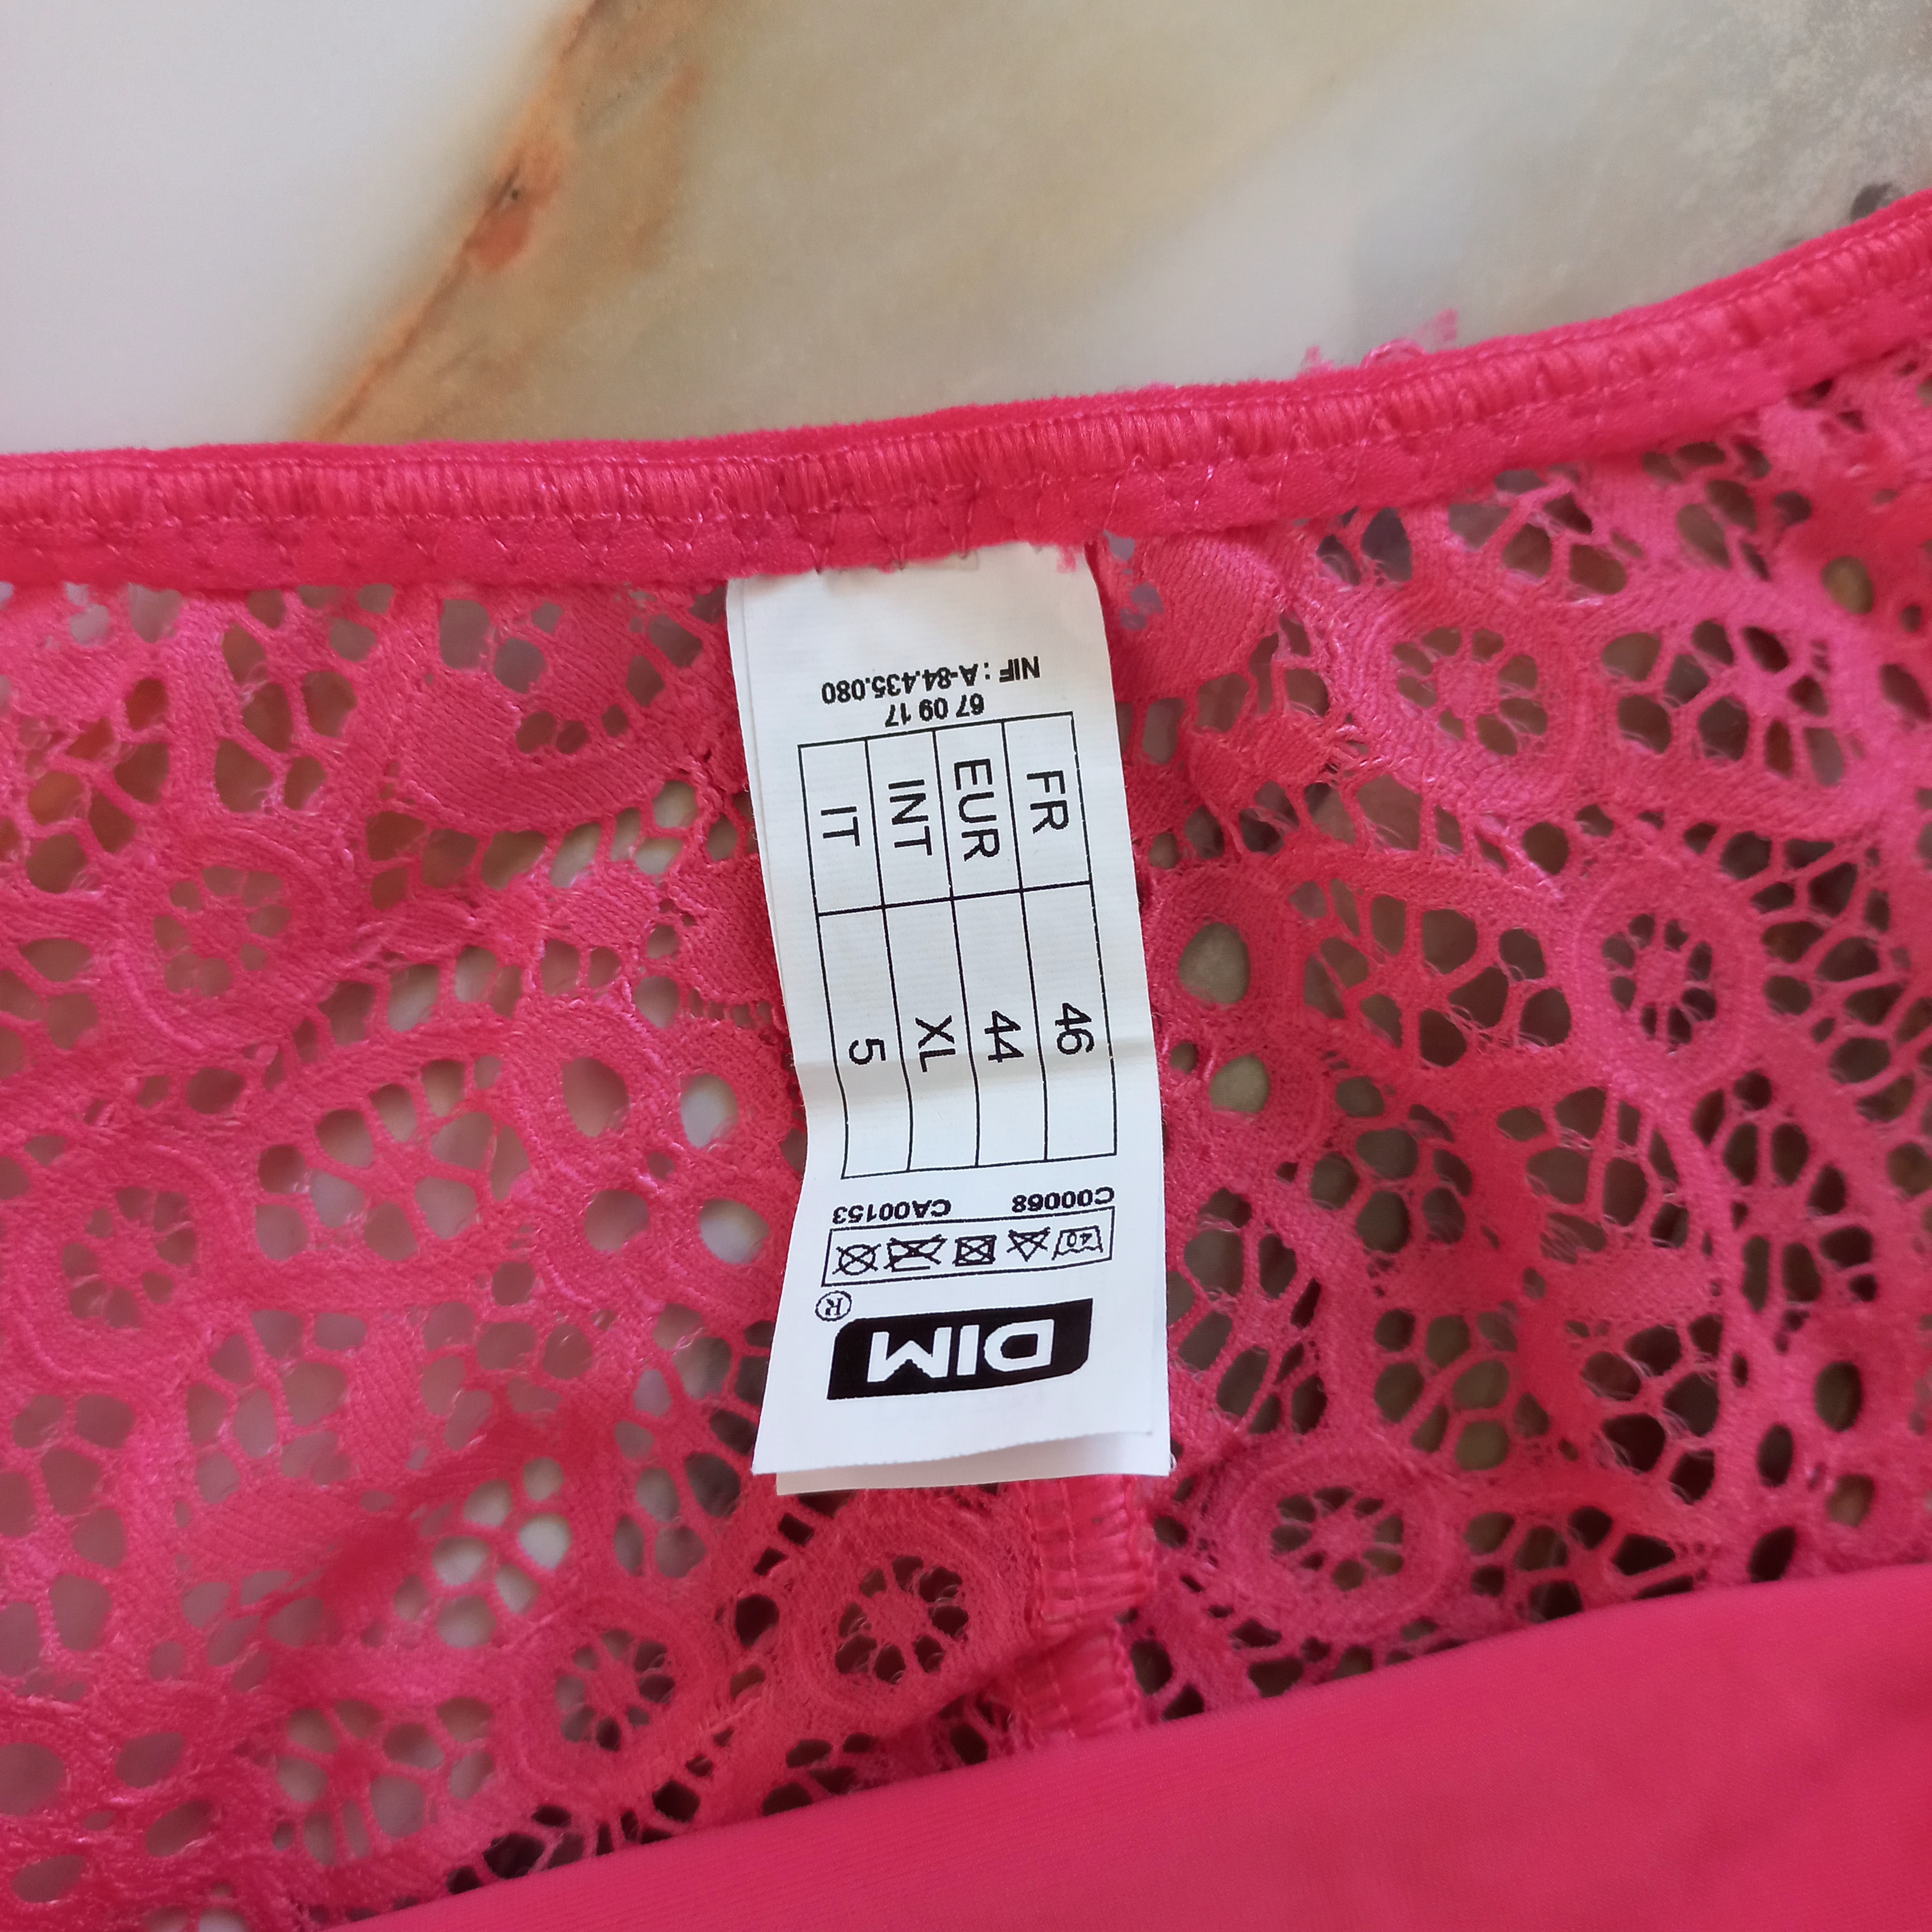 DIM ®
40
C00068 CA00153
FR 46
EUR 44
INT XL
IT 5
67 09 17
NIF : A-84.435.080